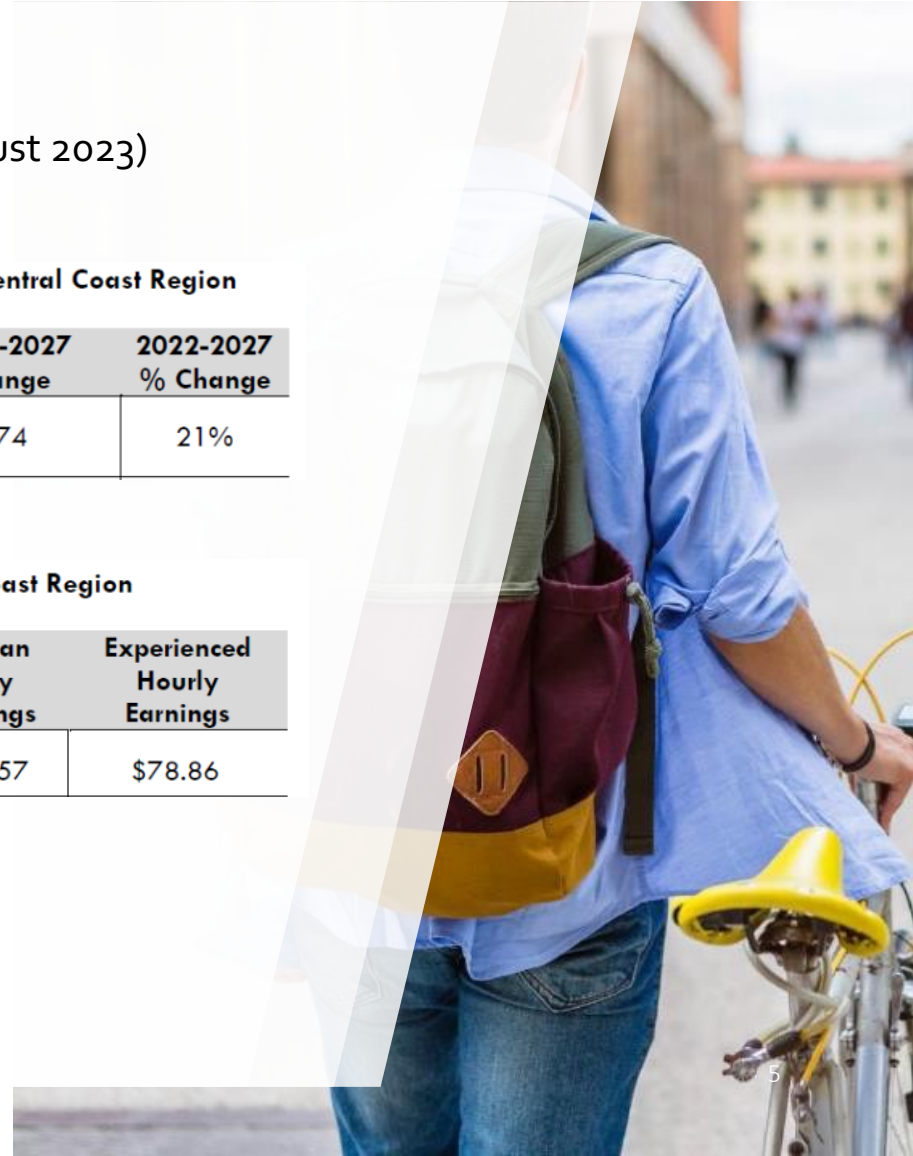 ust 2023)
entral Coast Region
-2027 2022-2027
ange % Change
74 21%
ast Region
an Experienced
y Hourly
ngs Earnings
57 $78.86
5